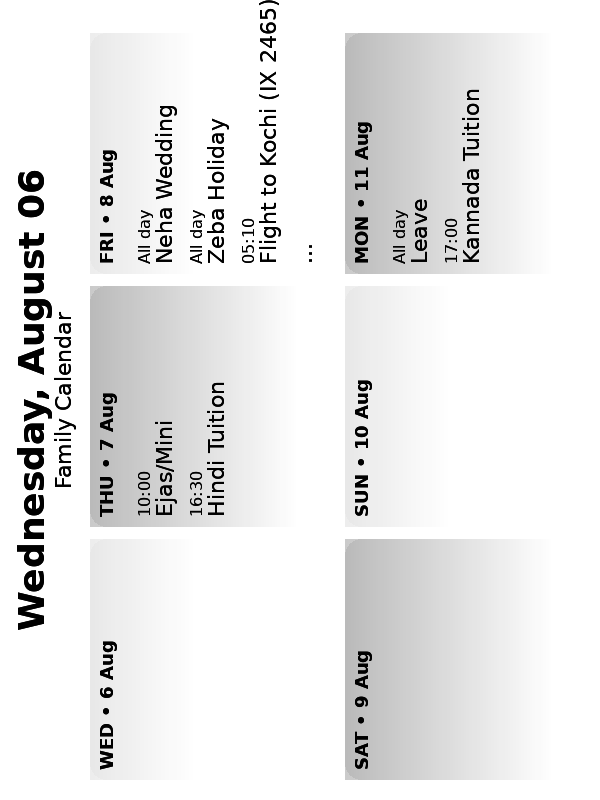 Wednesday, August 06
Family Calendar
WED • 6 Aug
THU • 7 Aug
10:00
Ejas/Mini
16:30
Hindi Tuition
FRI • 8 Aug
All day
Neha Wedding
All day
Zeba Holiday
05:10
Flight to Kochi (IX 2465)
...
SAT • 9 Aug
SUN • 10 Aug
MON • 11 Aug
All day
Leave
17:00
Kannada Tuition